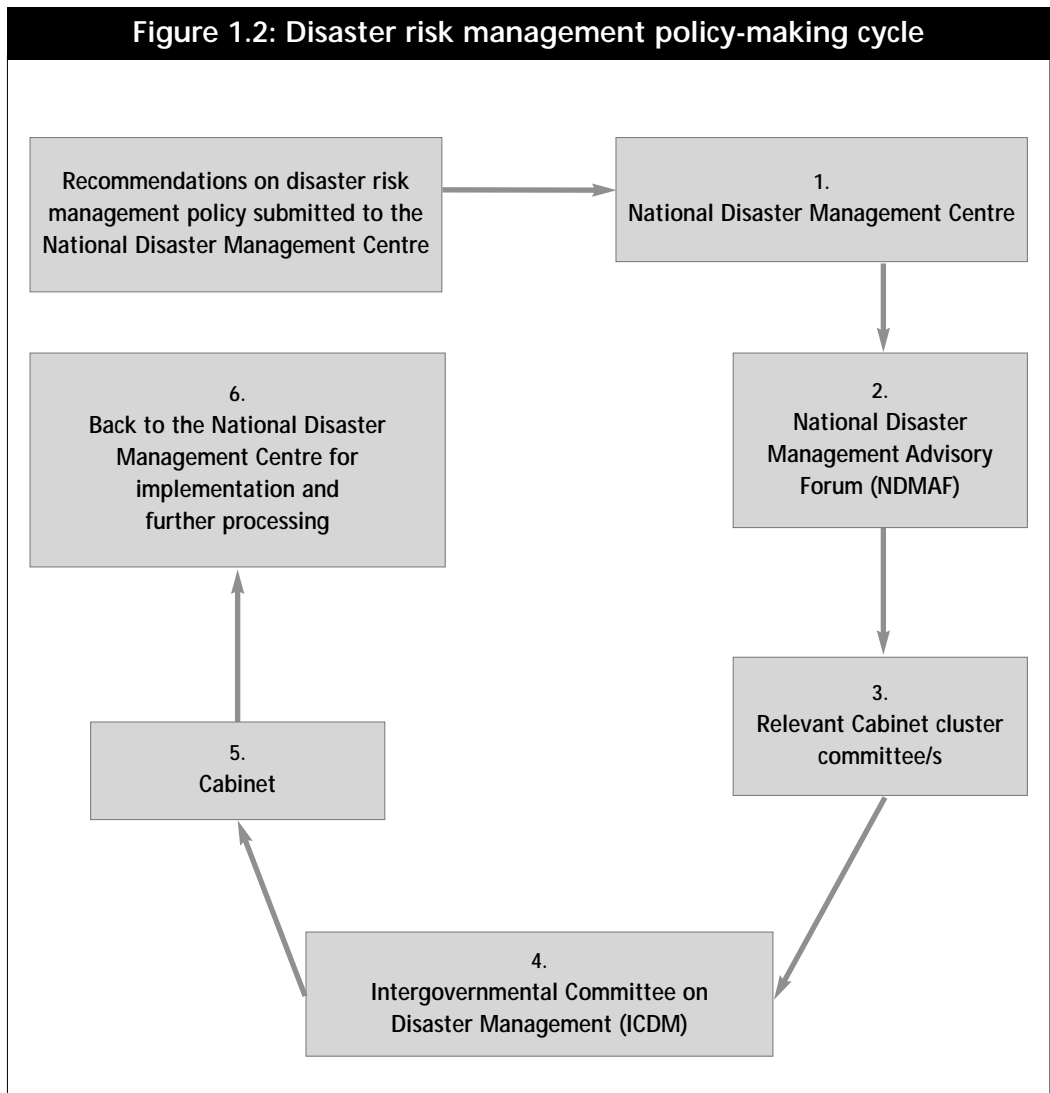 Figure 1.2: Disaster risk management policy-making cycle
Recommendations on disaster risk
management policy submitted to the
National Disaster Management Centre
1.
National Disaster Management Centre
2.
National Disaster
Management Advisory
Forum (NDMAF)
3.
Relevant Cabinet cluster
committee/s
4.
Intergovernmental Committee on
Disaster Management (ICDM)
5.
Cabinet
6.
Back to the National Disaster
Management Centre for
implementation and
further processing